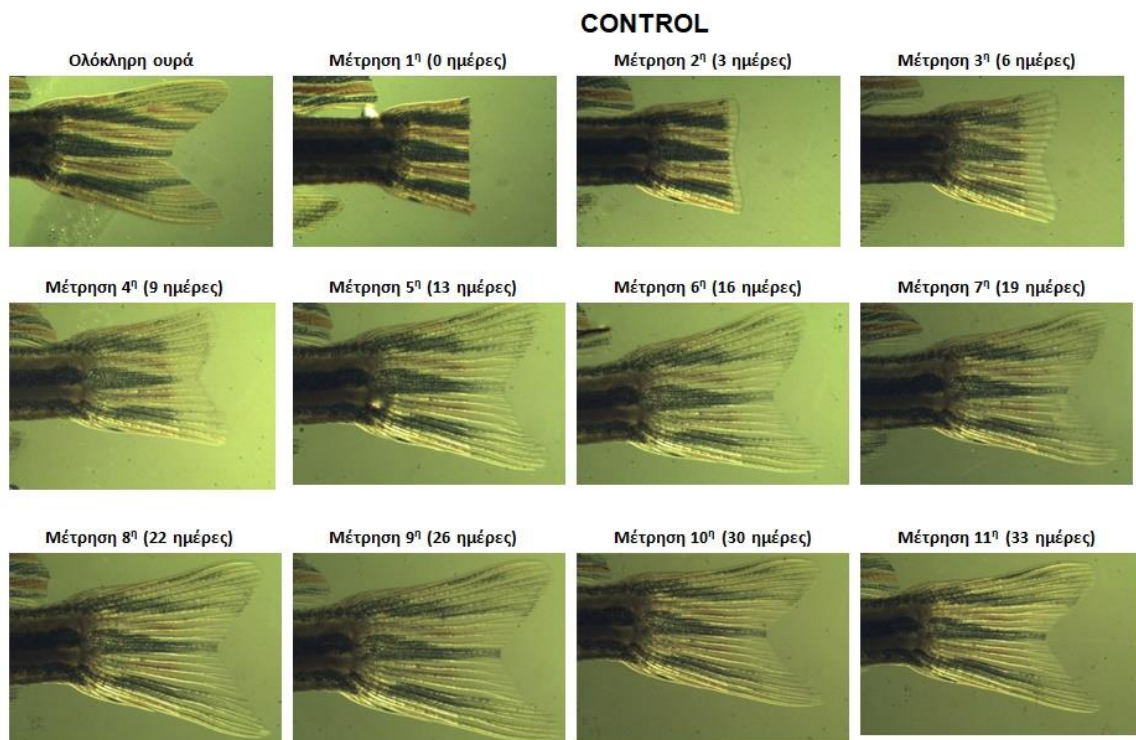 CONTROL
Ολόκληρη ουρά
Μέτρηση 1η (0 ημέρες)
Μέτρηση 2η (3 ημέρες)
Μέτρηση 3η (6 ημέρες)
Μέτρηση 4η (9 ημέρες)
Μέτρηση 5η (13 ημέρες)
Μέτρηση 6η (16 ημέρες)
Μέτρηση 7η (19 ημέρες)
Μέτρηση 8η (22 ημέρες)
Μέτρηση 9η (26 ημέρες)
Μέτρηση 10η (30 ημέρες)
Μέτρηση 11η (33 ημέρες)